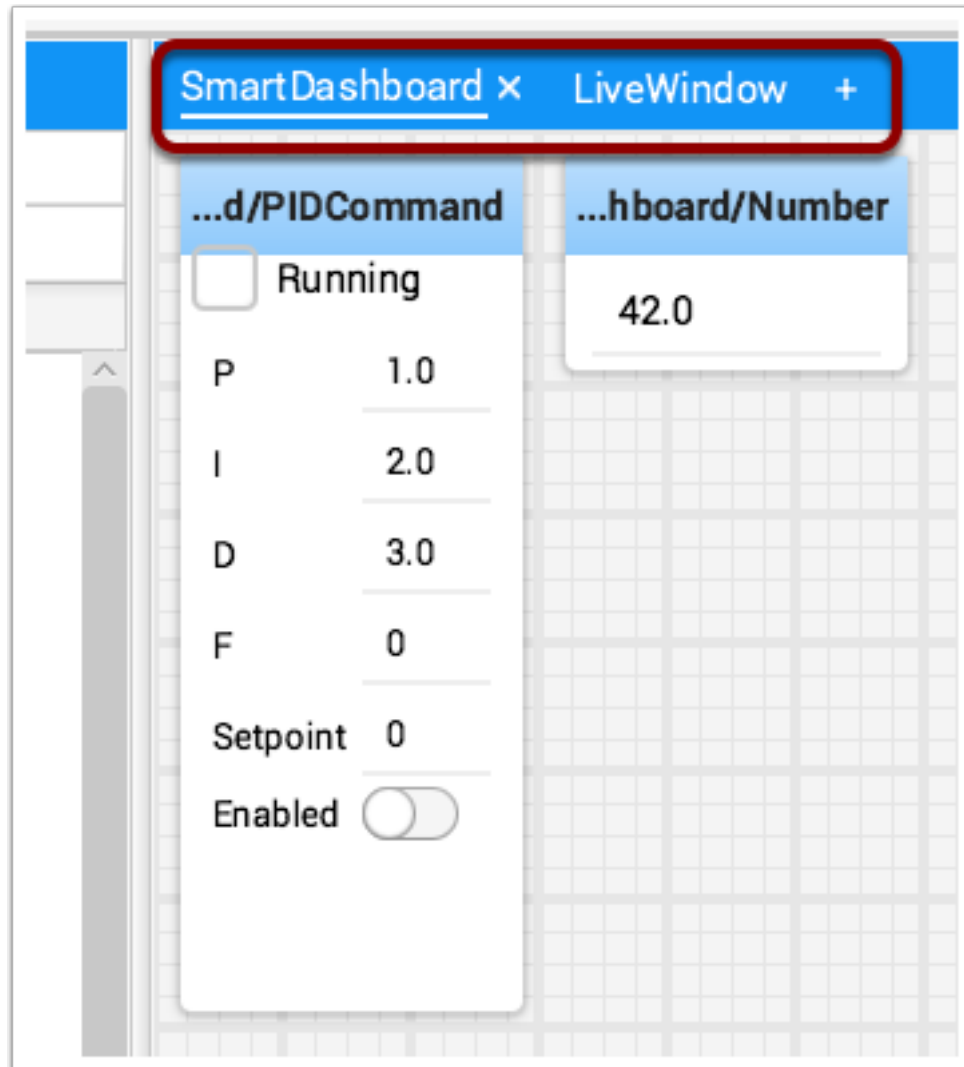 SmartDashboard × LiveWindow +
...d/PIDCommand
Running
P 1.0
I 2.0
D 3.0
F 0
Setpoint 0
Enabled
...hboard/Number
42.0